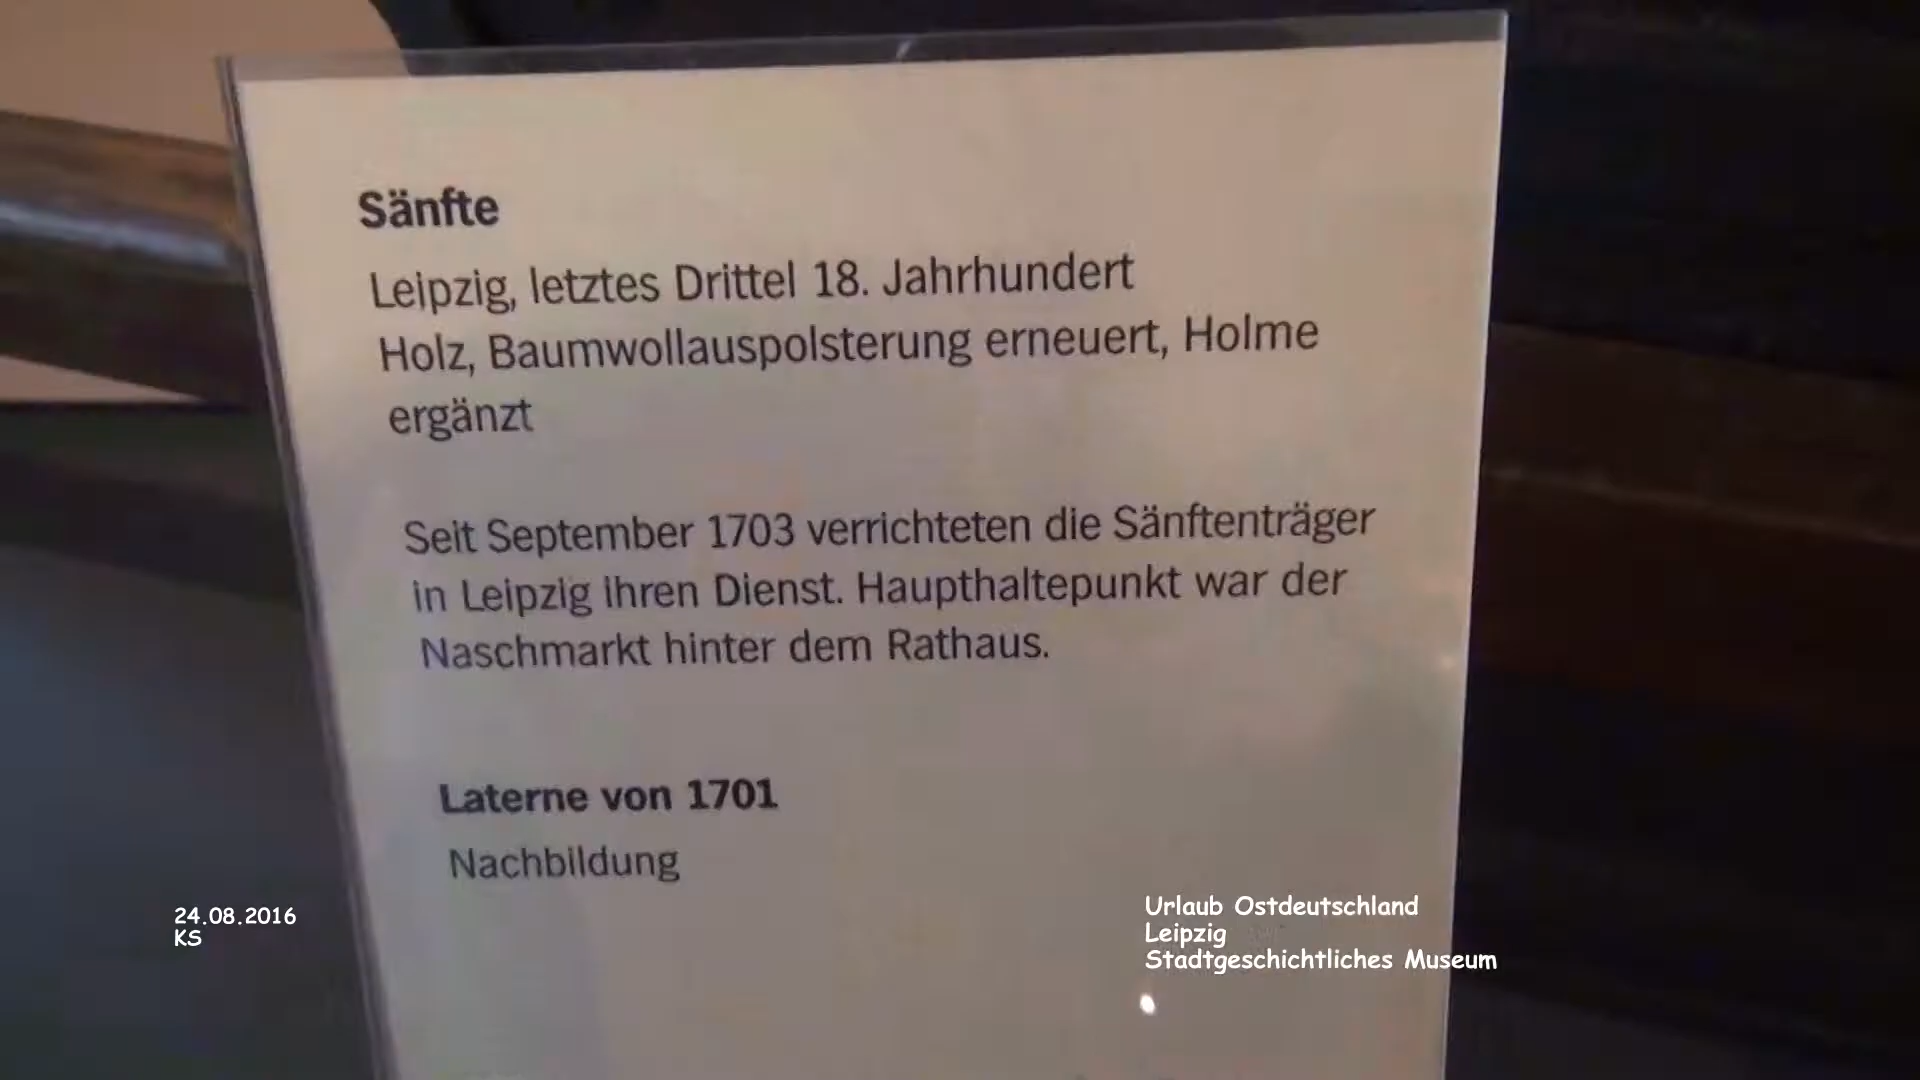 Sänfte
Leipzig, letztes Drittel 18. Jahrhundert
Holz, Baumwollauspolsterung erneuert, Holme
ergänzt
Seit September 1703 verrichteten die Sänftenträger
in Leipzig ihren Dienst. Haupthaltepunkt war der
Naschmarkt hinter dem Rathaus.
Laterne von 1701
Nachbildung
24.08.2016
KS
Urlaub Ostdeutschland
Leipzig
Stadtgeschichtliches Museum